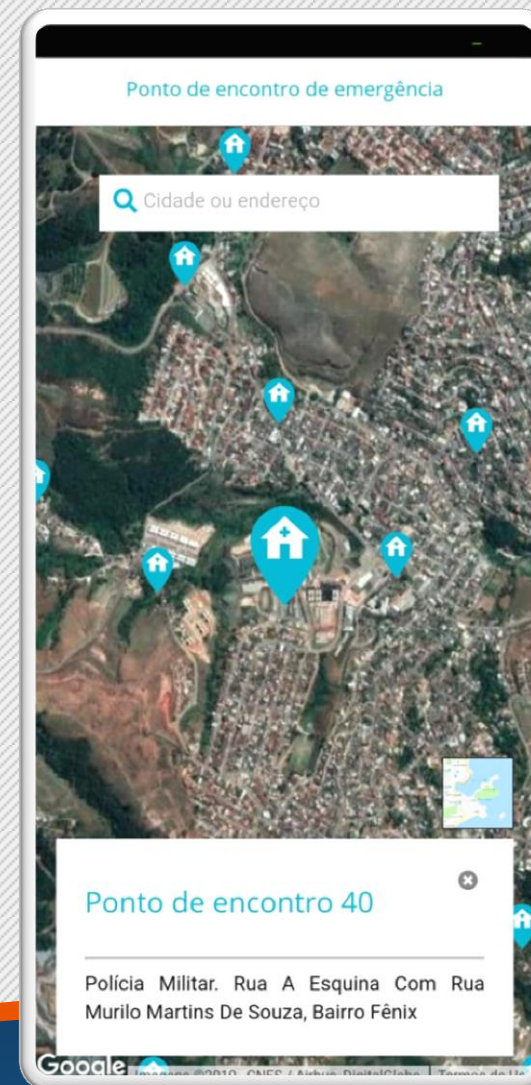 Ponto de encontro de emergência
Cidade ou endereço
Ponto de encontro 40
Polícia Militar. Rua A Esquina Com Rua
Murilo Martins De Souza, Bairro Fênix
Google